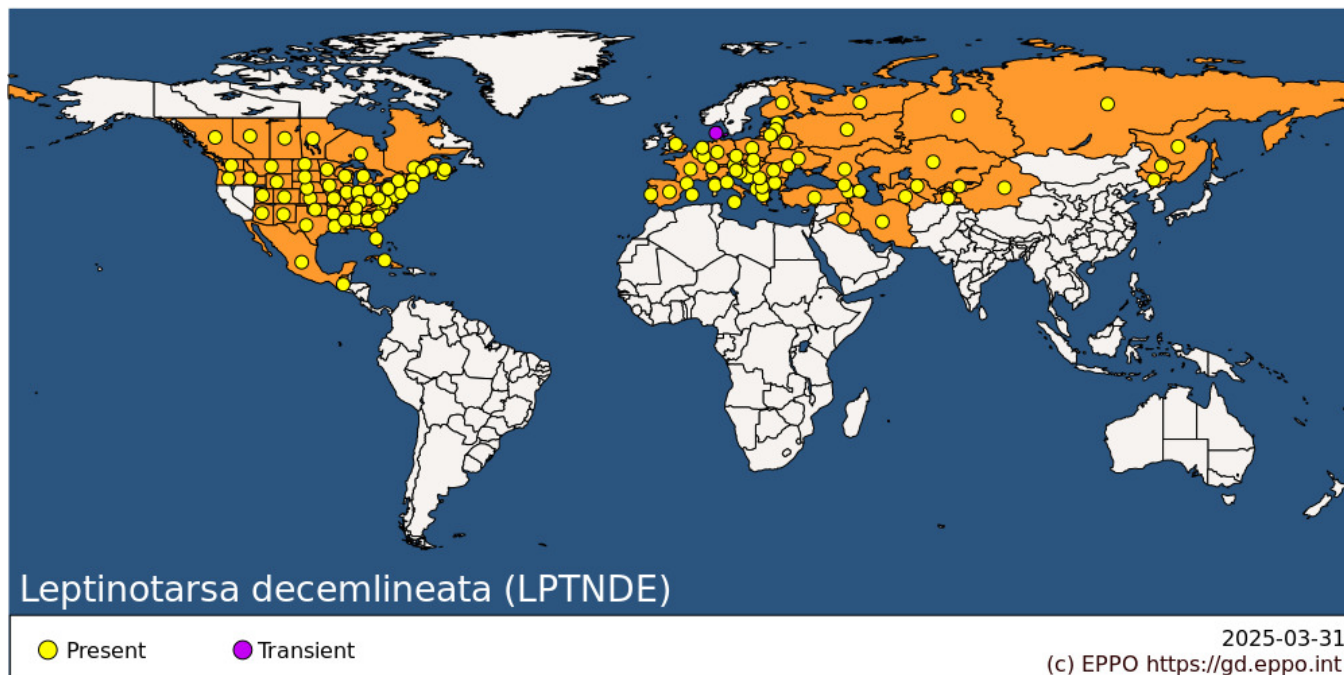 Leptinotarsa decemlineata (LPTNDE)
Present
Transient
2025-03-31
(c) EPPO https://gd.eppo.int